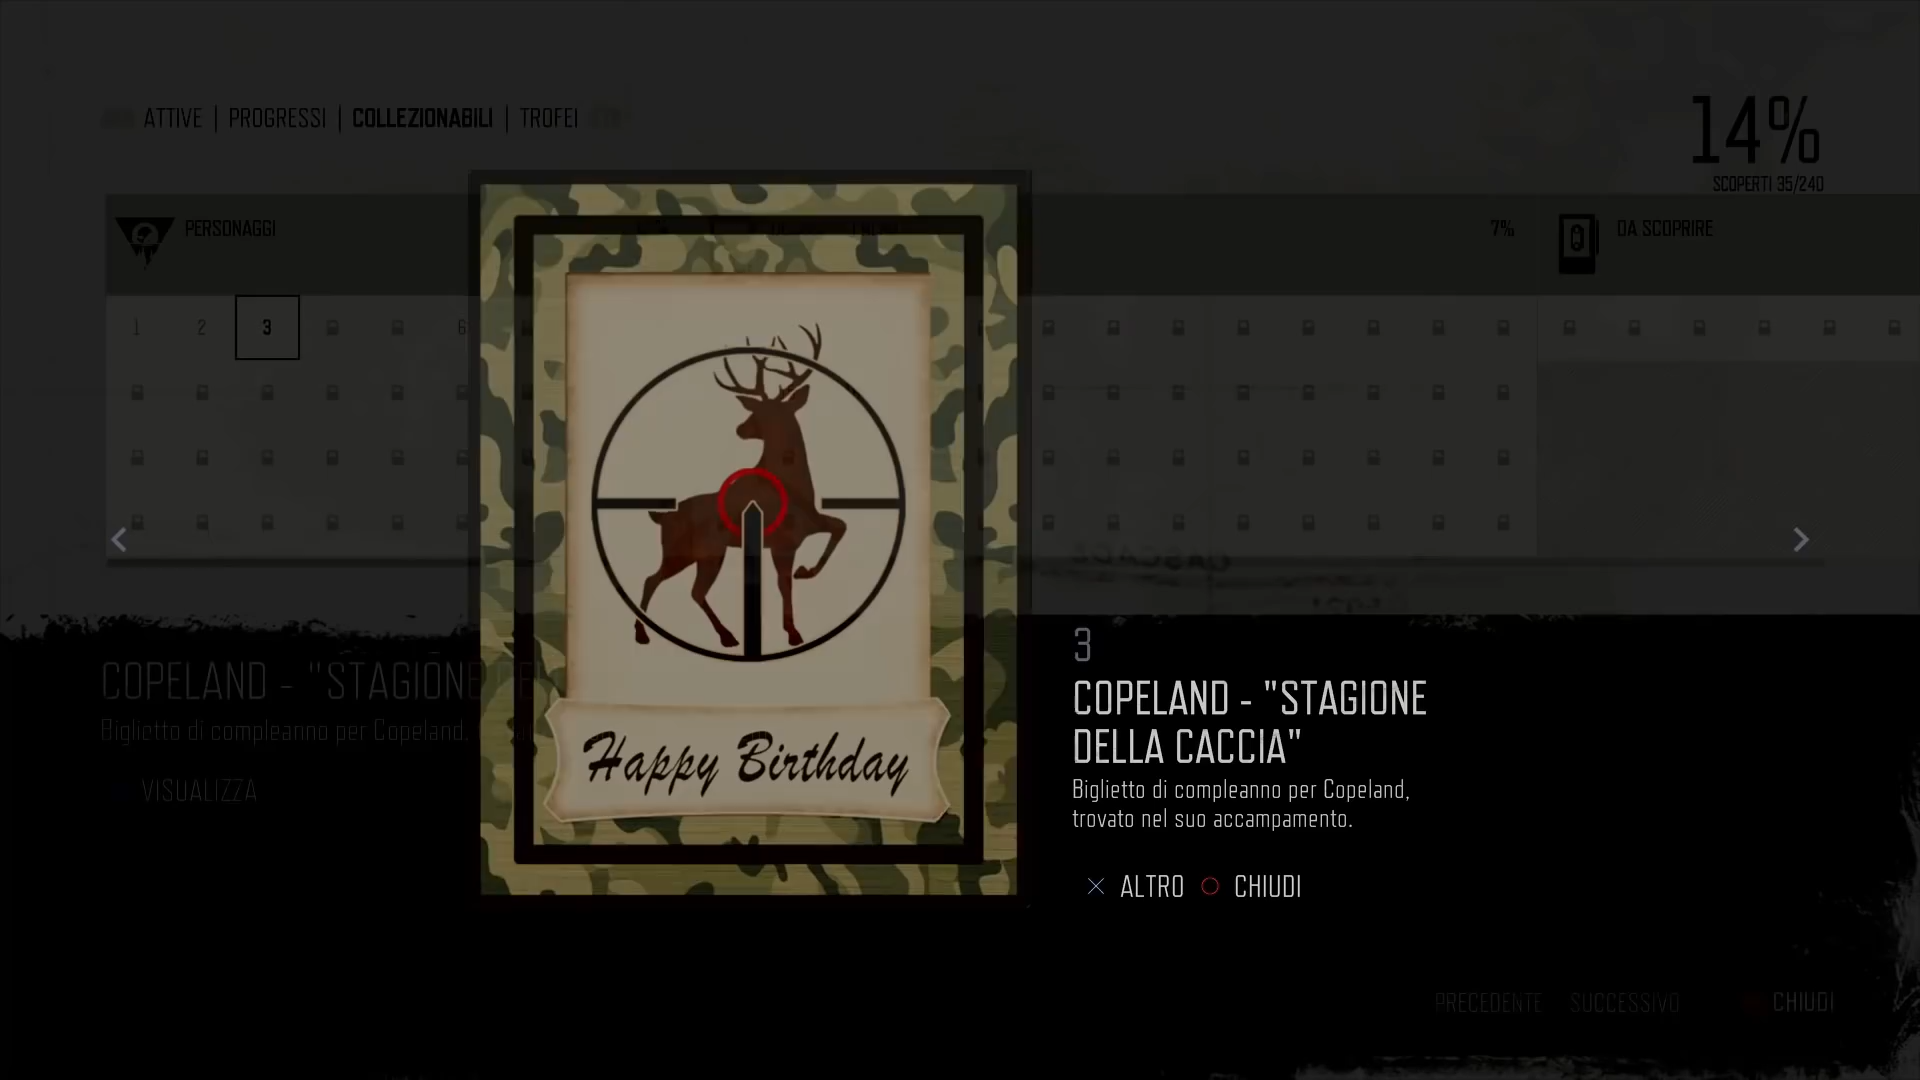 ATTIVE | PROGRESSI | COLLEZIONABILI | TROFEI
14%
SCOPERTI 35/240
PERSONAGGI
7%
DA SCOPRIRE
1 2 3 6
Happy Birthday
COPELAND - "STAGIONE
Biglietto di compleanno per Copeland,
VISUALIZZA
3
COPELAND - "STAGIONE
DELLA CACCIA"
Biglietto di compleanno per Copeland,
trovato nel suo accampamento.
ALTRO CHIUDI
PRECEDENTE SUCCESSIVO CHIUDI